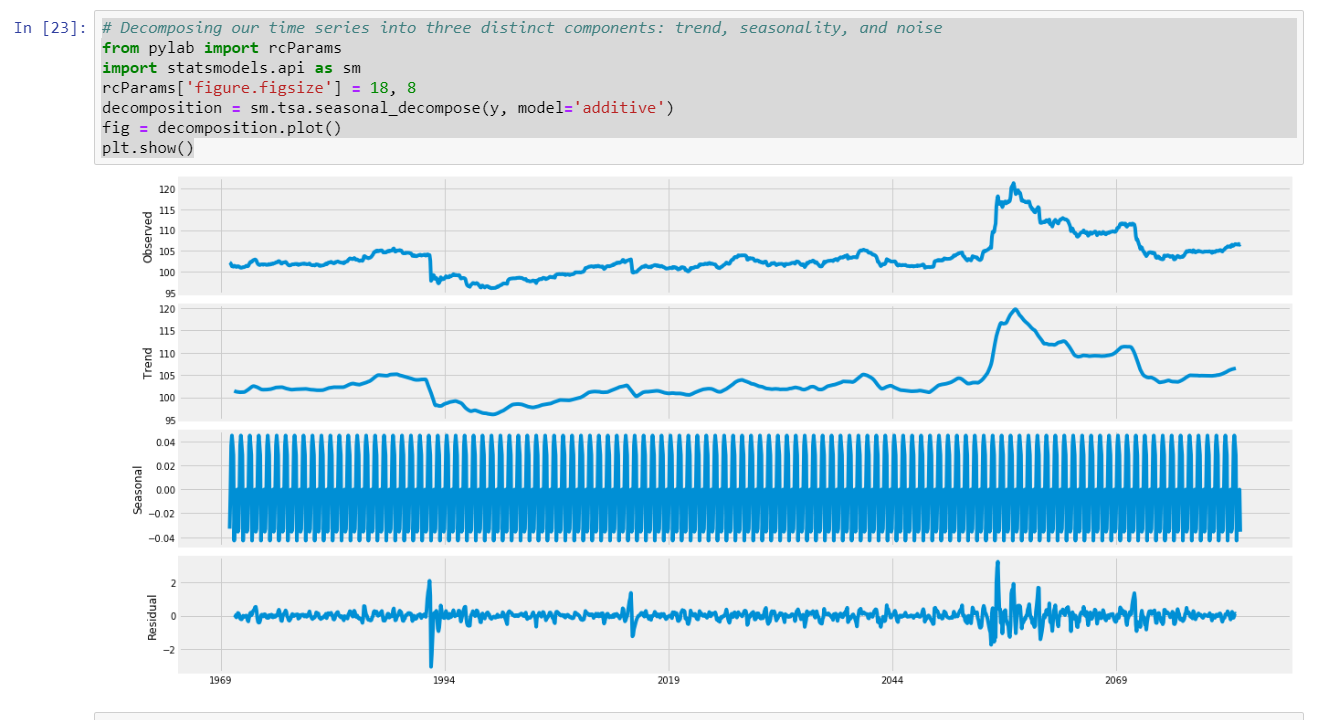 In [23]:
# Decomposing our time series into three distinct components: trend, seasonality, and noise
from pylab import rcParams
import statsmodels.api as sm
rcParams['figure.figsize'] = 18, 8
decomposition = sm.tsa.seasonal_decompose(y, model='additive')
fig = decomposition.plot()
plt.show()
Observed
120
115
110
105
100
95
Trend
120
115
110
105
100
95
Seasonal
0.04
0.02
0.00
−0.02
−0.04
Residual
2
0
−2
1969 1994 2019 2044 2069